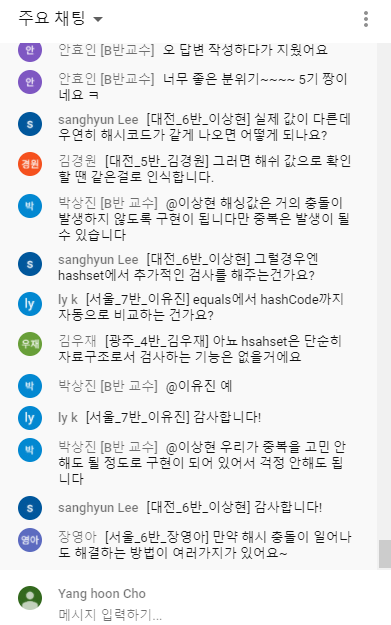 주요 채팅
안 안효인 [B반교수] 오 답변 작성하다가 지웠어요
안 안효인 [B반교수] 너무 좋은 분위기~~~~ 5기 짱이
네요 ㅋ
s sanghyun Lee [대전_6반_이상현] 실제 값이 다른데
우연히 해시코드가 같게 나오면 어떻게 되나요?
경원 김경원 [대전_5반_김경원] 그러면 해쉬 값으로 확인
할 땐 같은걸로 인식합니다.
박 박상진 [B반 교수] @이상현 해싱값은 거의 충돌이
발생하지 않도록 구현이 됩니다만 중복은 발생이 될
수 있습니다
s sanghyun Lee [대전_6반_이상현] 그럴경우엔
hashset에서 추가적인 검사를 해주는건가요?
ly ly k [서울_7반_이유진] equals에서 hashCode까지
자동으로 비교하는 건가요?
우재 김우재 [광주_4반_김우재] 아뇨 hsahset은 단순히
자료구조로서 검사하는 기능은 없을거에요
박 박상진 [B반 교수] @이유진 예
ly ly k [서울_7반_이유진] 감사합니다!
박 박상진 [B반 교수] @이상현 우리가 중복을 고민 안
해도 될 정도로 구현이 되어 있어서 걱정 안해도 됩
니다
s sanghyun Lee [대전_6반_이상현] 감사합니다!
영아 장영아 [서울_6반_장영아] 만약 해시 충돌이 일어나
도 해결하는 방법이 여러가지가 있어요~
Yang hoon Cho
메시지 입력하기...